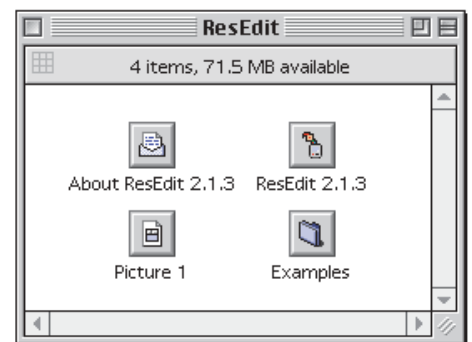 ResEdit
4 items, 71.5 MB available
About ResEdit 2.1.3
ResEdit 2.1.3
Picture 1
Examples